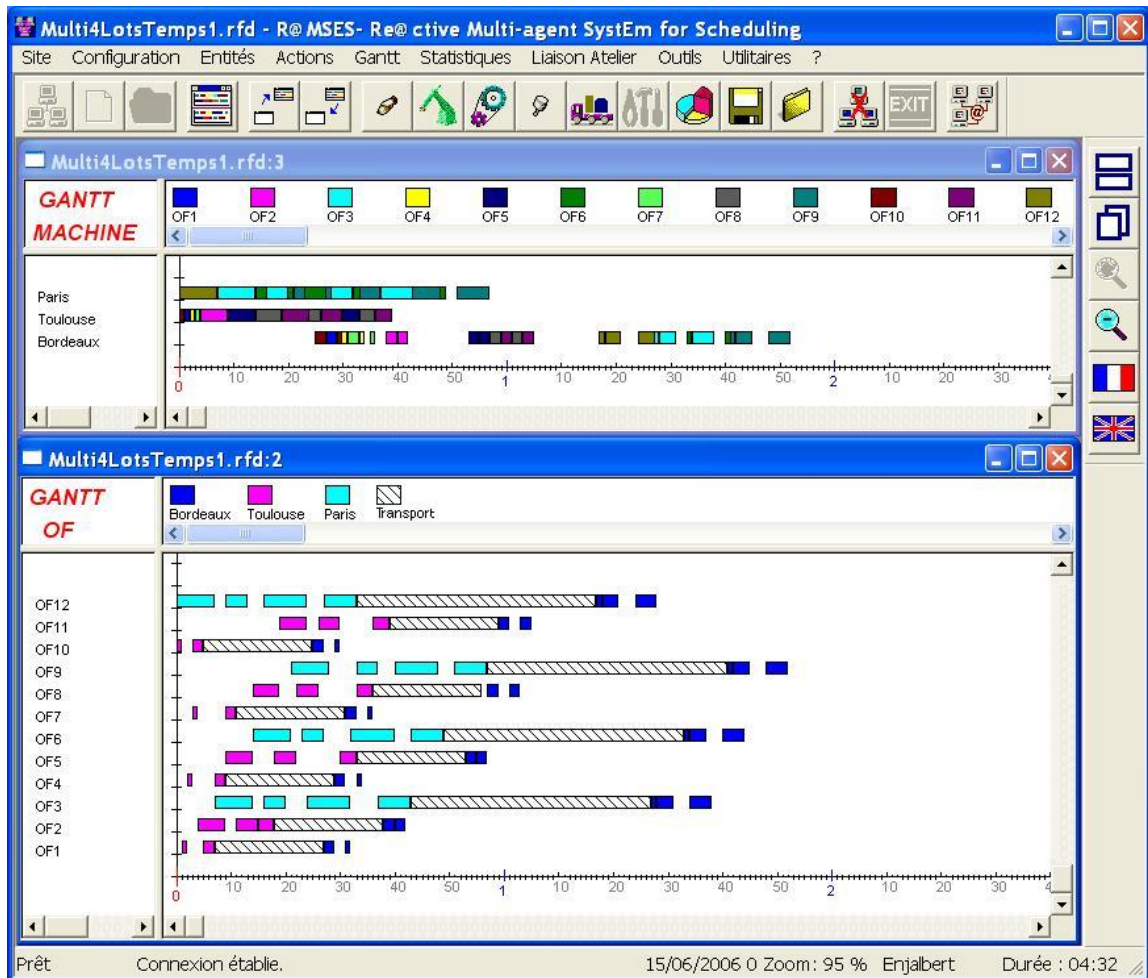 Multi4LotsTemps1.rfd - R@MSES- Re@ctive Multi-agent SystEm for Scheduling
Site Configuration Entités Actions Gantt Statistiques Liaison Atelier Outils Utilitaires ?
EXIT
Multi4LotsTemps1.rfd:3
GANTT
MACHINE
OF1 OF2 OF3 OF4 OF5 OF6 OF7 OF8 OF9 OF10 OF11 OF12
Paris
Toulouse
Bordeaux
0 10 20 30 40 50 1 10 20 30 40 50 2 10 20 30
Multi4LotsTemps1.rfd:2
GANTT
OF
Bordeaux Toulouse Paris Transport
OF12
OF11
OF10
OF9
OF8
OF7
OF6
OF5
OF4
OF3
OF2
OF1
0 10 20 30 40 50 1 10 20 30 40 50 2 10 20 30
Prêt Connexion établie. 15/06/2006 0 Zoom: 95 % Enjalbert Durée : 04:32